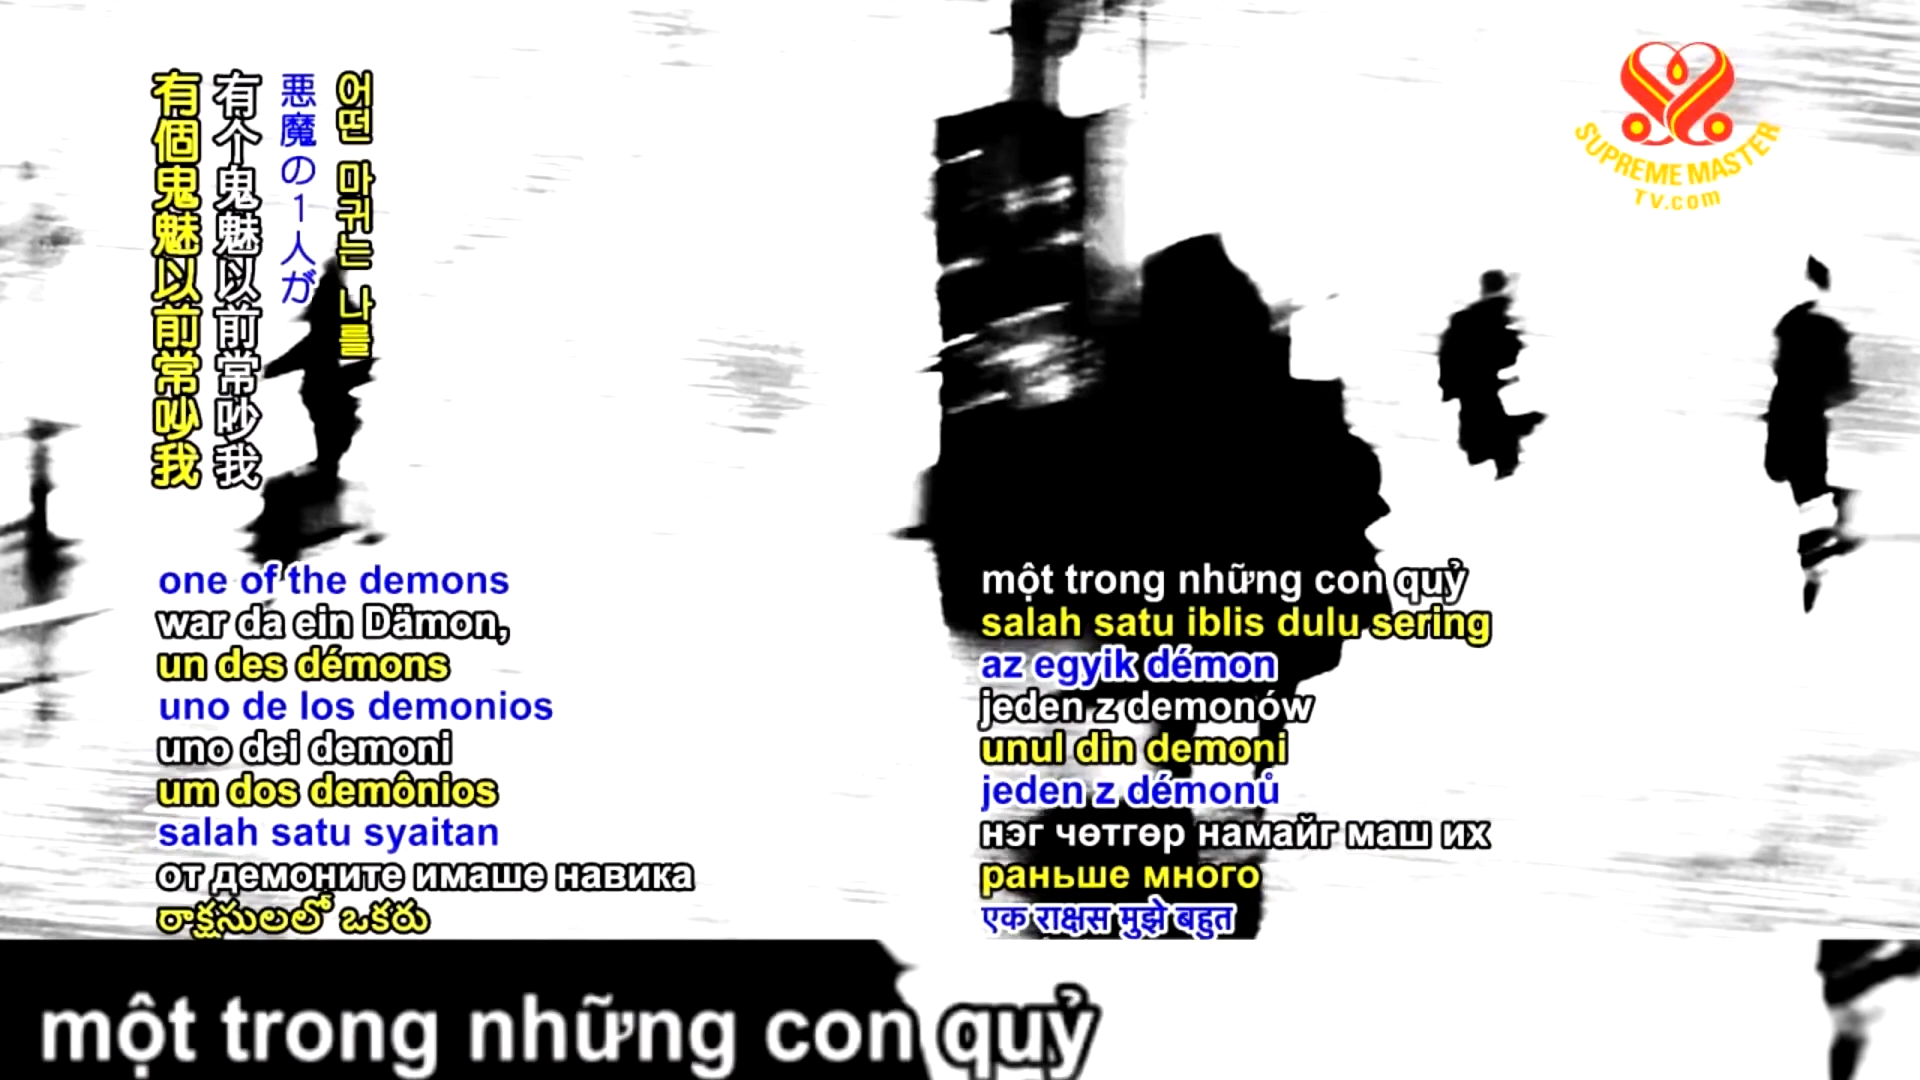 有個鬼魅以前常吵我
有个鬼魅以前常吵我
悪魔の1人が
어떤 마귀는 나를
SUPREME MASTER
TV.com
one of the demons
war da ein Dämon,
un des démons
uno de los demonios
uno dei demoni
um dos demônios
salah satu syaitan
от демоните имаше навика
రాక్షసులలో ఒకరు
một trong những con quỷ
salah satu iblis dulu sering
az egyik démon
jeden z demonów
unul din demoni
jeden z démonů
нэг чөтгөр намайг маш их
раньше много
एक राक्षस मुझे बहुत
một trong những con quỷ